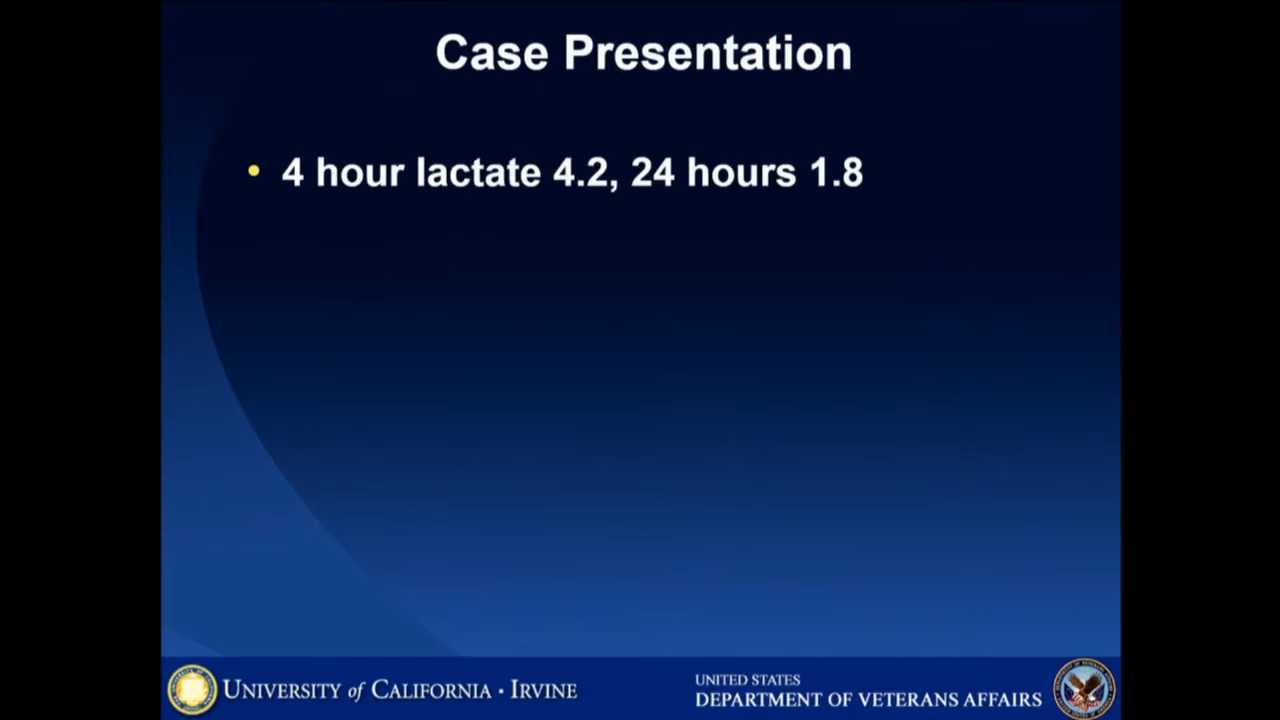 Case Presentation
• 4 hour lactate 4.2, 24 hours 1.8
UNIVERSITY of CALIFORNIA · IRVINE
UNITED STATES
DEPARTMENT OF VETERANS AFFAIRS